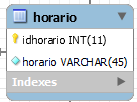 horario
idhorario INT(11)
horario VARCHAR(45)
Indexes